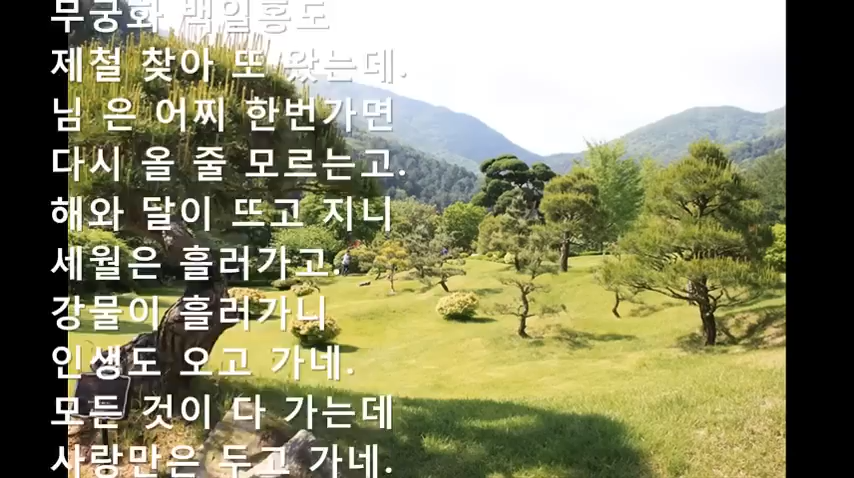 무궁화 백일홍도
제철 찾아 또 왔는데.
님 은 어찌 한번가면
다시 올 줄 모르는고.
해와 달이 뜨고 지니
세월은 흘러가고.
강물이 흘러가니
인생도 오고 가네.
모든 것이 다 가는데
사랑만은 두고 가네.